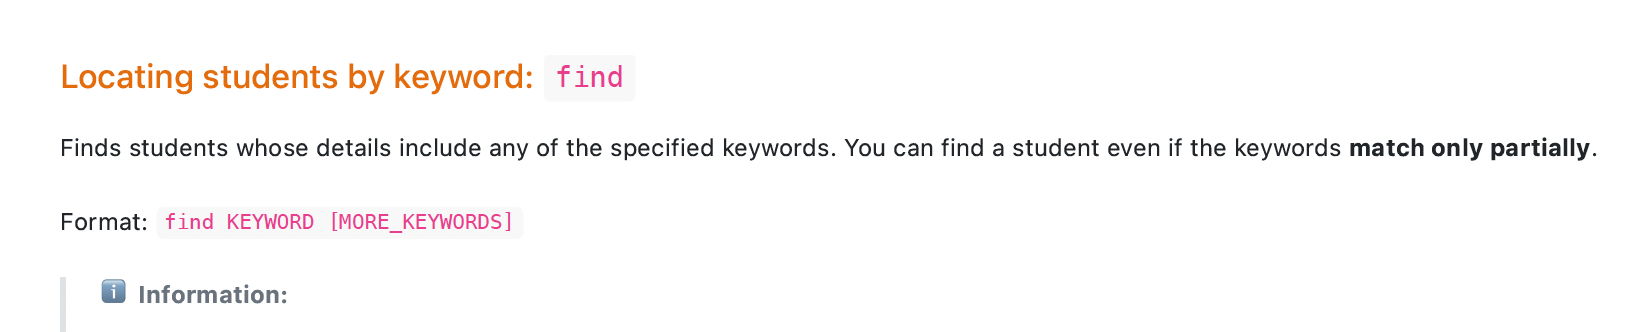 Locating students by keyword: find
Finds students whose details include any of the specified keywords. You can find a student even if the keywords match only partially.
Format: find KEYWORD [MORE_KEYWORDS]
ℹ️ Information: